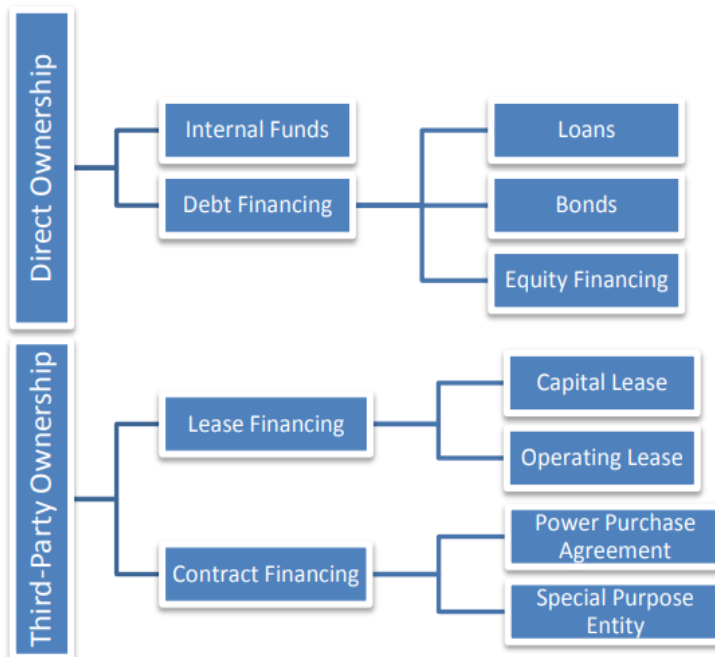 Direct Ownership
Internal Funds
Debt Financing
Loans
Bonds
Equity Financing
Third-Party Ownership
Lease Financing
Contract Financing
Capital Lease
Operating Lease
Power Purchase
Agreement
Special Purpose
Entity